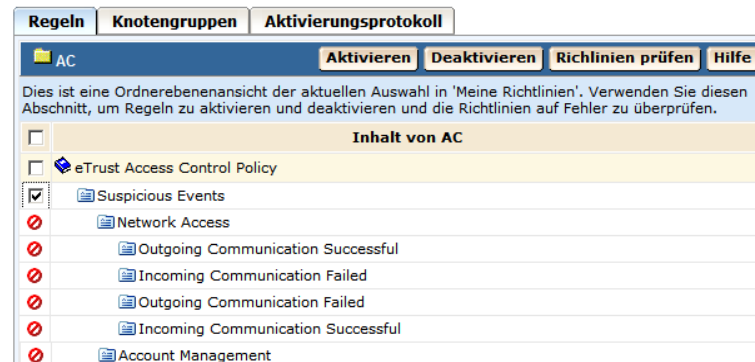 Regeln Knotengruppen Aktivierungsprotokoll
AC Aktivieren Deaktivieren Richlinien prüfen Hilfe
Dies ist eine Ordnerebenenansicht der aktuellen Auswahl in 'Meine Richtlinien'. Verwenden Sie diesen
Abschnitt, um Regeln zu aktivieren und deaktivieren und die Richtlinien auf Fehler zu überprüfen.
Inhalt von AC
eTrust Access Control Policy
Suspicious Events
Network Access
Outgoing Communication Successful
Incoming Communication Failed
Outgoing Communication Failed
Incoming Communication Successful
Account Management